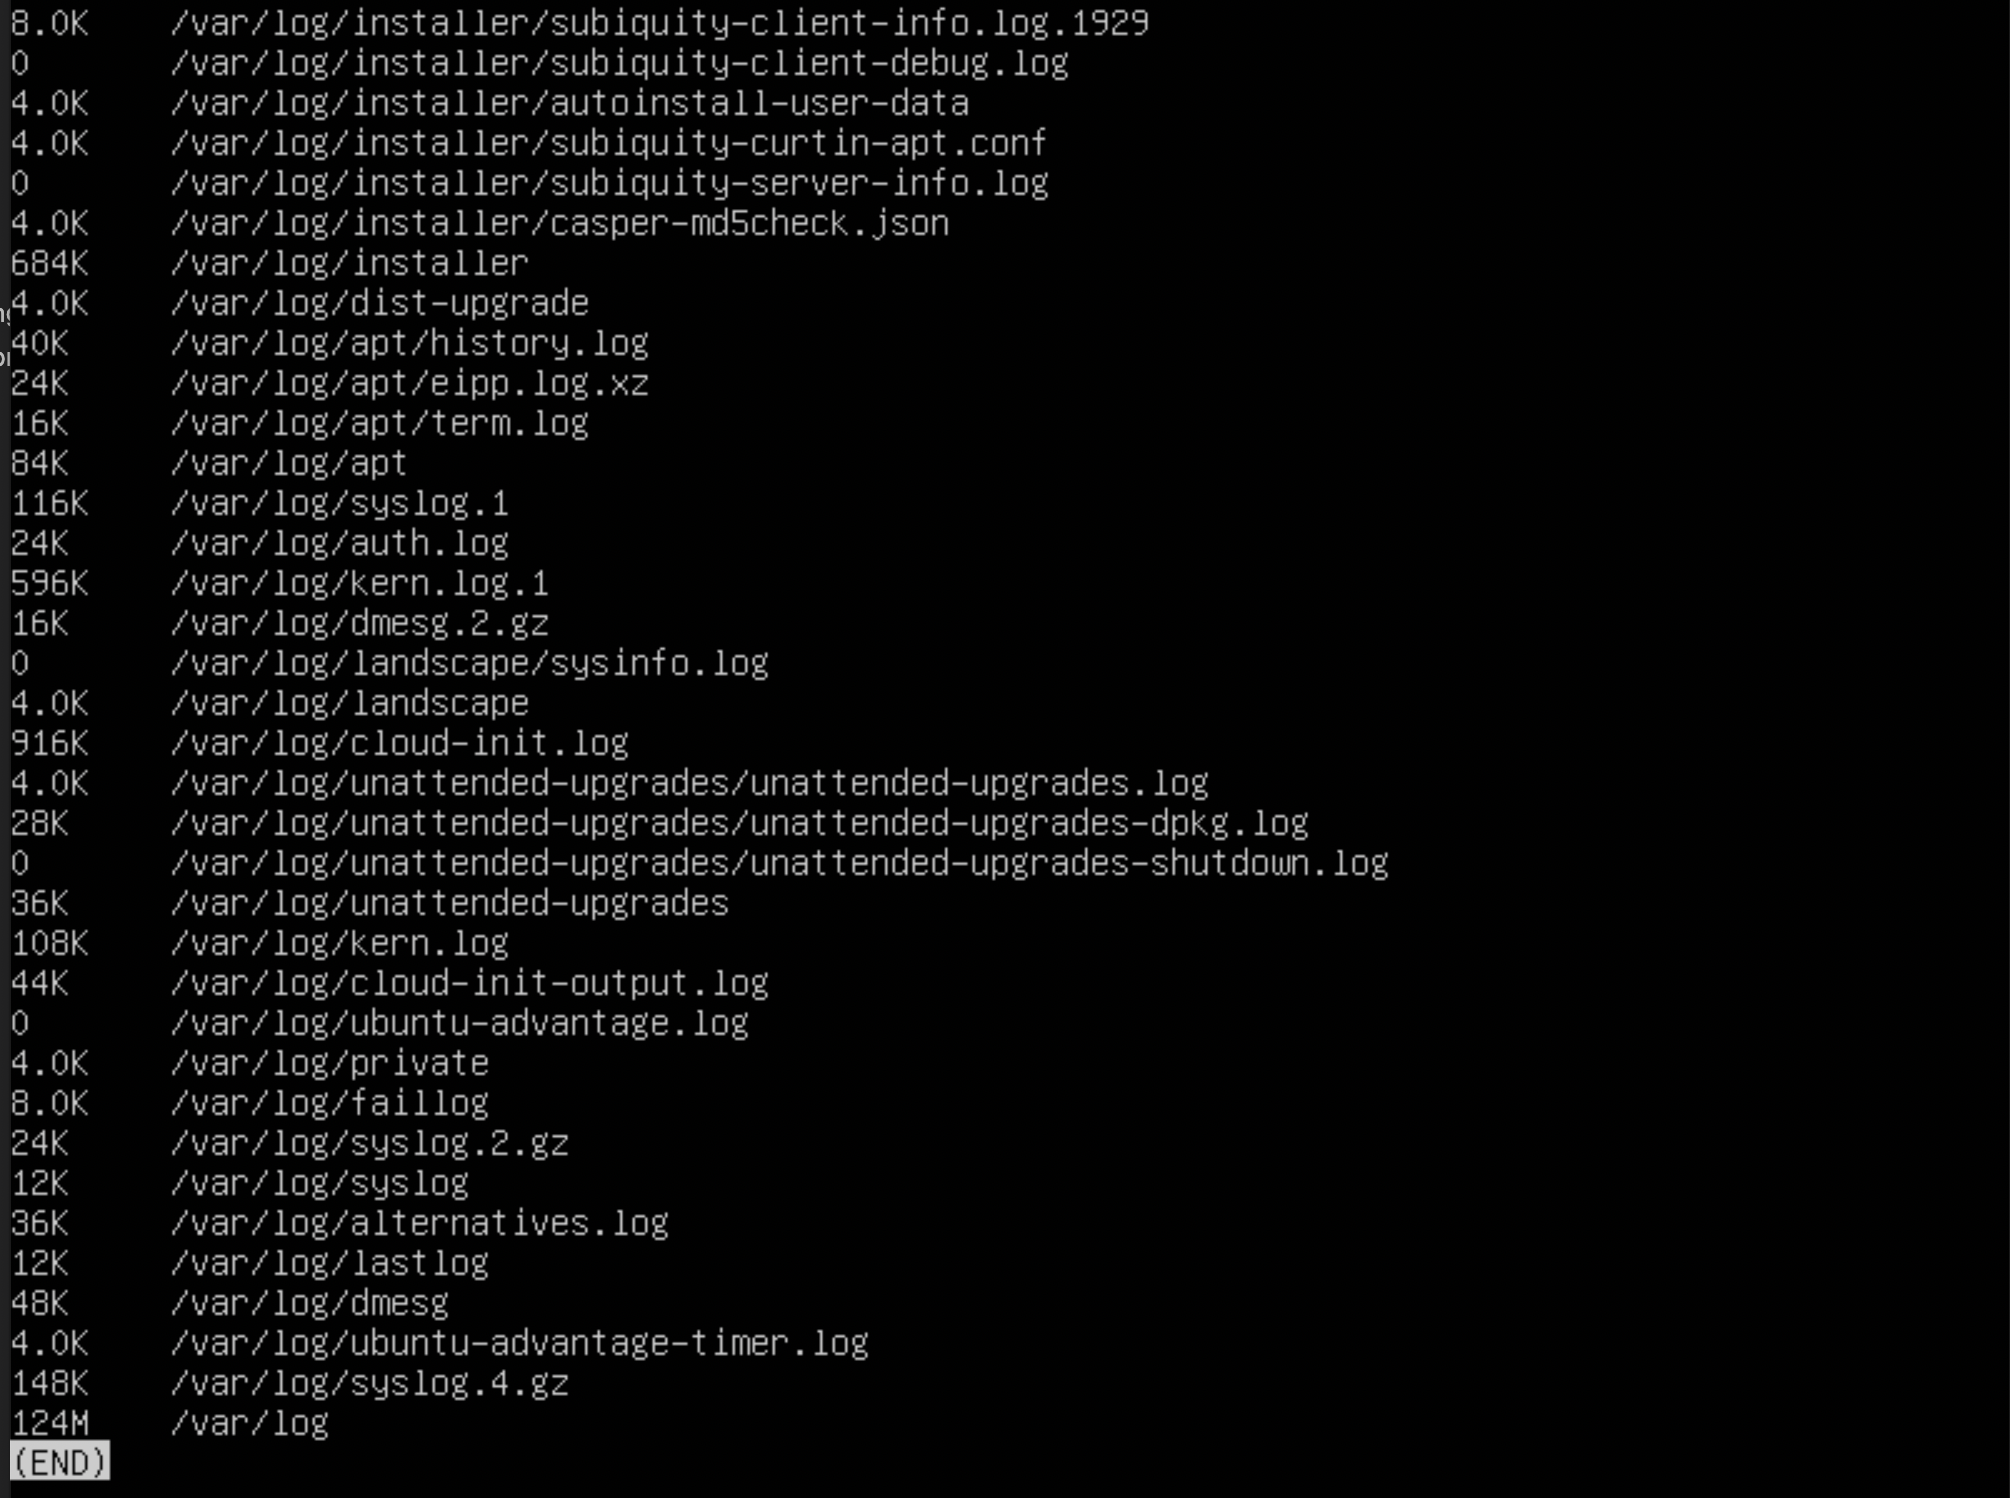 8.0K /var/log/installer/subiquity-client-info.log.1929
0 /var/log/installer/subiquity-client-debug.log
4.0K /var/log/installer/autoinstall-user-data
4.0K /var/log/installer/subiquity-curtin-apt.conf
0 /var/log/installer/subiquity-server-info.log
4.0K /var/log/installer/casper-md5check.json
684K /var/log/installer
4.0K /var/log/dist-upgrade
40K /var/log/apt/history.log
24K /var/log/apt/eipp.log.xz
16K /var/log/apt/term.log
84K /var/log/apt
116K /var/log/syslog.1
24K /var/log/auth.log
596K /var/log/kern.log.1
16K /var/log/dmesg.2.gz
0 /var/log/landscape/sysinfo.log
4.0K /var/log/landscape
916K /var/log/cloud-init.log
4.0K /var/log/unattended-upgrades/unattended-upgrades.log
28K /var/log/unattended-upgrades/unattended-upgrades-dpkg.log
0 /var/log/unattended-upgrades/unattended-upgrades-shutdown.log
36K /var/log/unattended-upgrades
108K /var/log/kern.log
44K /var/log/cloud-init-output.log
0 /var/log/ubuntu-advantage.log
4.0K /var/log/private
8.0K /var/log/faillog
24K /var/log/syslog.2.gz
12K /var/log/syslog
36K /var/log/alternatives.log
12K /var/log/lastlog
48K /var/log/dmesg
4.0K /var/log/ubuntu-advantage-timer.log
148K /var/log/syslog.4.gz
124M /var/log
(END)